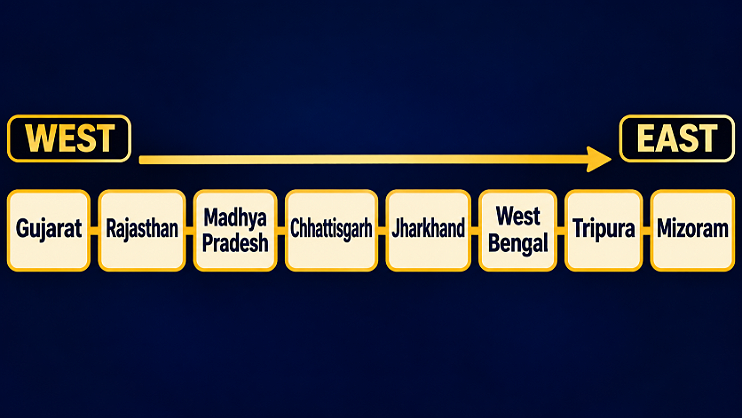 WEST
EAST
Gujarat
Rajasthan
Madhya
Pradesh
Chhattisgarh
Jharkhand
West
Bengal
Tripura
Mizoram